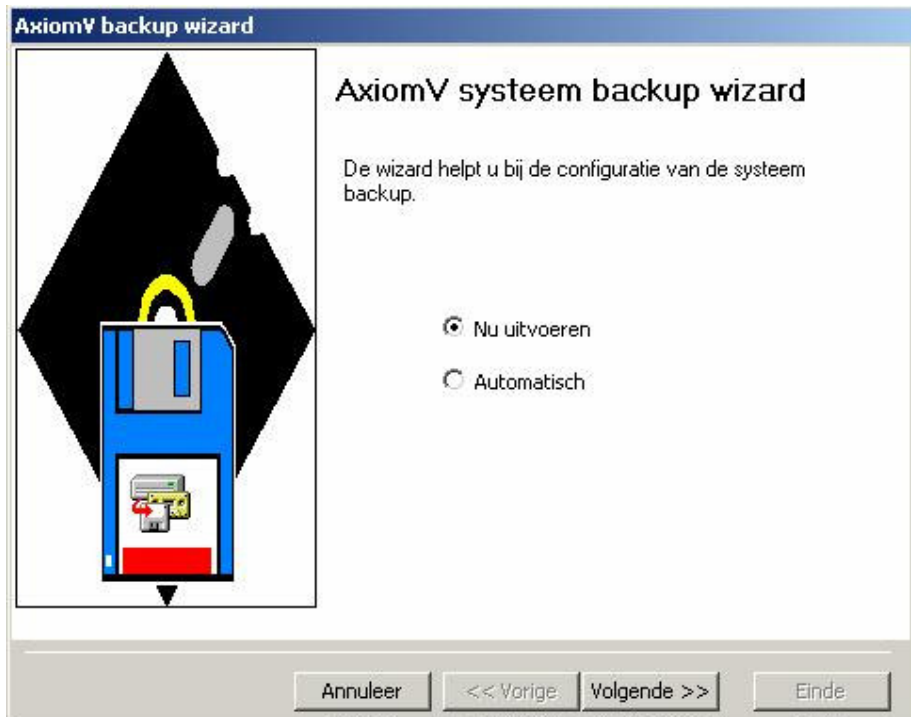 AxiomV backup wizard
AxiomV systeem backup wizard
De wizard helpt u bij de configuratie van de systeem
backup.
Nu uitvoeren
Automatisch
Annuleer
<< Vorige
Volgende >>
Einde